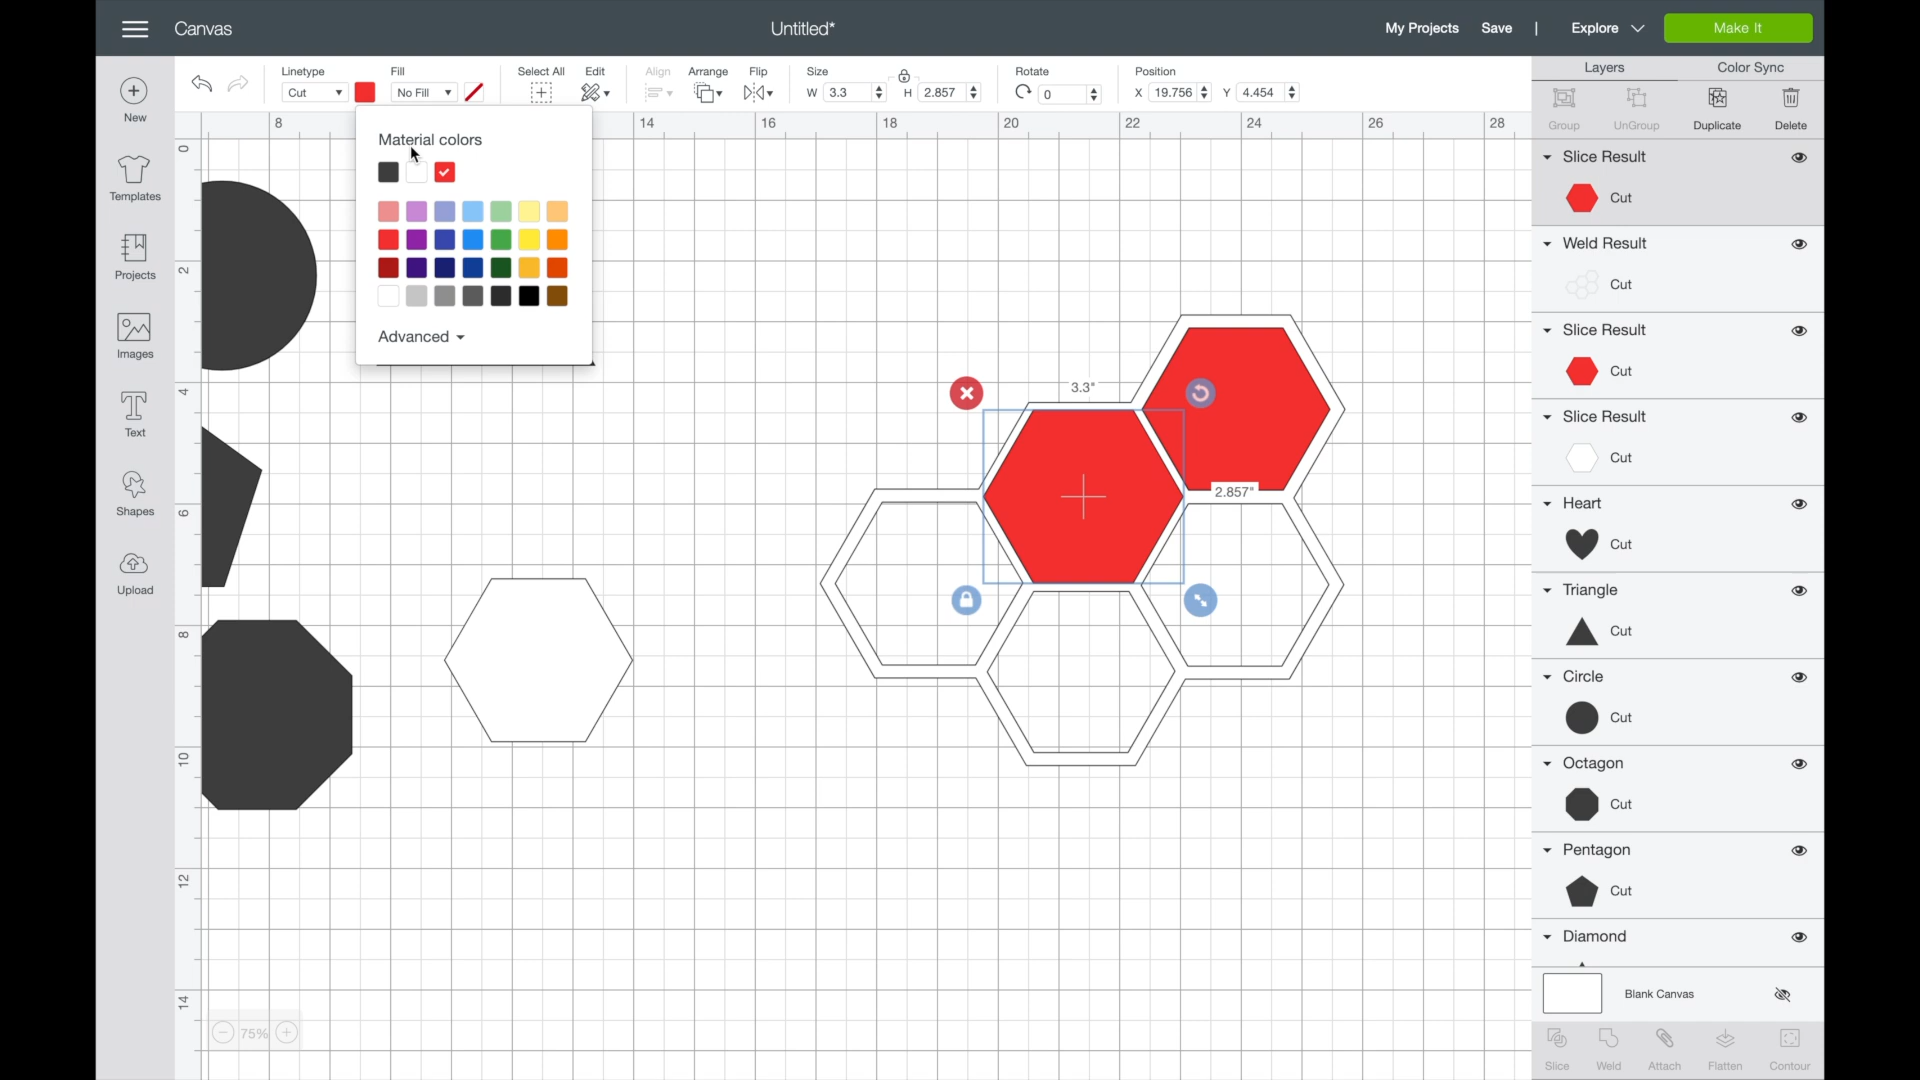 Canvas
Untitled*
My Projects
Save
|
Explore
Make It
New
Templates
Projects
Images
Text
Shapes
Upload
Linetype
Cut
Fill
No Fill
Select All
Edit
Align
Arrange
Flip
Size
W 3.3
H 2.857
Rotate
0
Position
X 19.756
Y 4.454
8 14 16 18 20 22 24 26 28
0
2
4
6
8
10
12
14
Material colors
Advanced
3.3"
2.857"
75%
Layers
Color Sync
Group
UnGroup
Duplicate
Delete
Slice Result
Cut
Weld Result
Cut
Slice Result
Cut
Slice Result
Cut
Heart
Cut
Triangle
Cut
Circle
Cut
Octagon
Cut
Pentagon
Cut
Diamond
Blank Canvas
Slice
Weld
Attach
Flatten
Contour